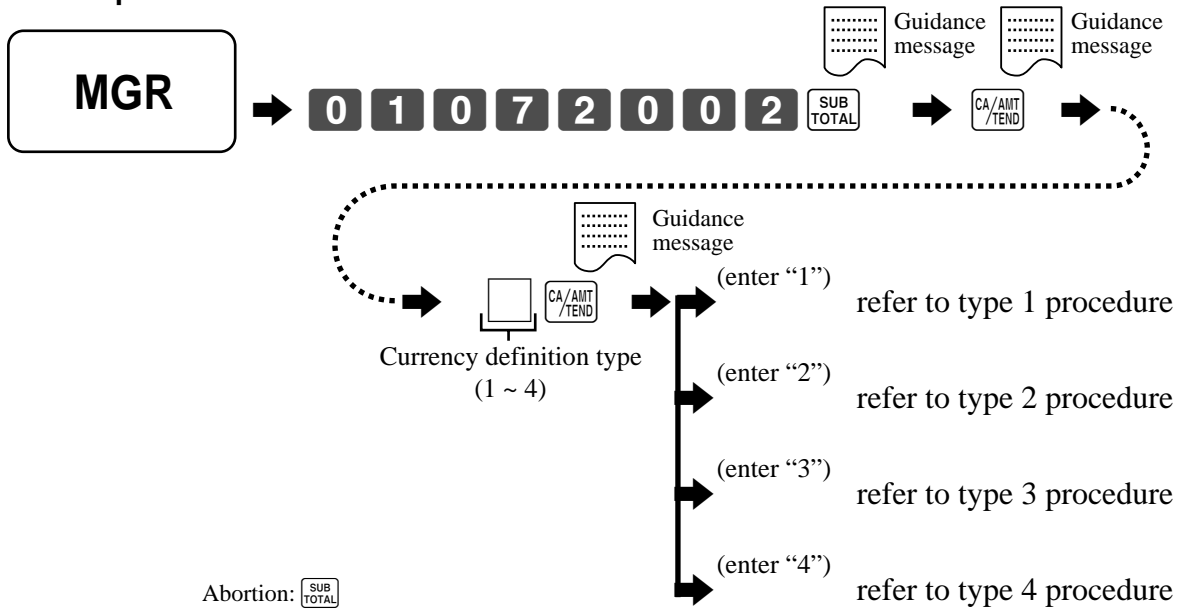 Guidance message
Guidance message
MGR
0 1 0 7 2 0 0 2 SUB TOTAL
CA/AMT /TEND
Guidance message
CA/AMT /TEND
Currency definition type
(1 ~ 4)
(enter “1”)
refer to type 1 procedure
(enter “2”)
refer to type 2 procedure
(enter “3”)
refer to type 3 procedure
(enter “4”)
refer to type 4 procedure
Abortion: SUB TOTAL